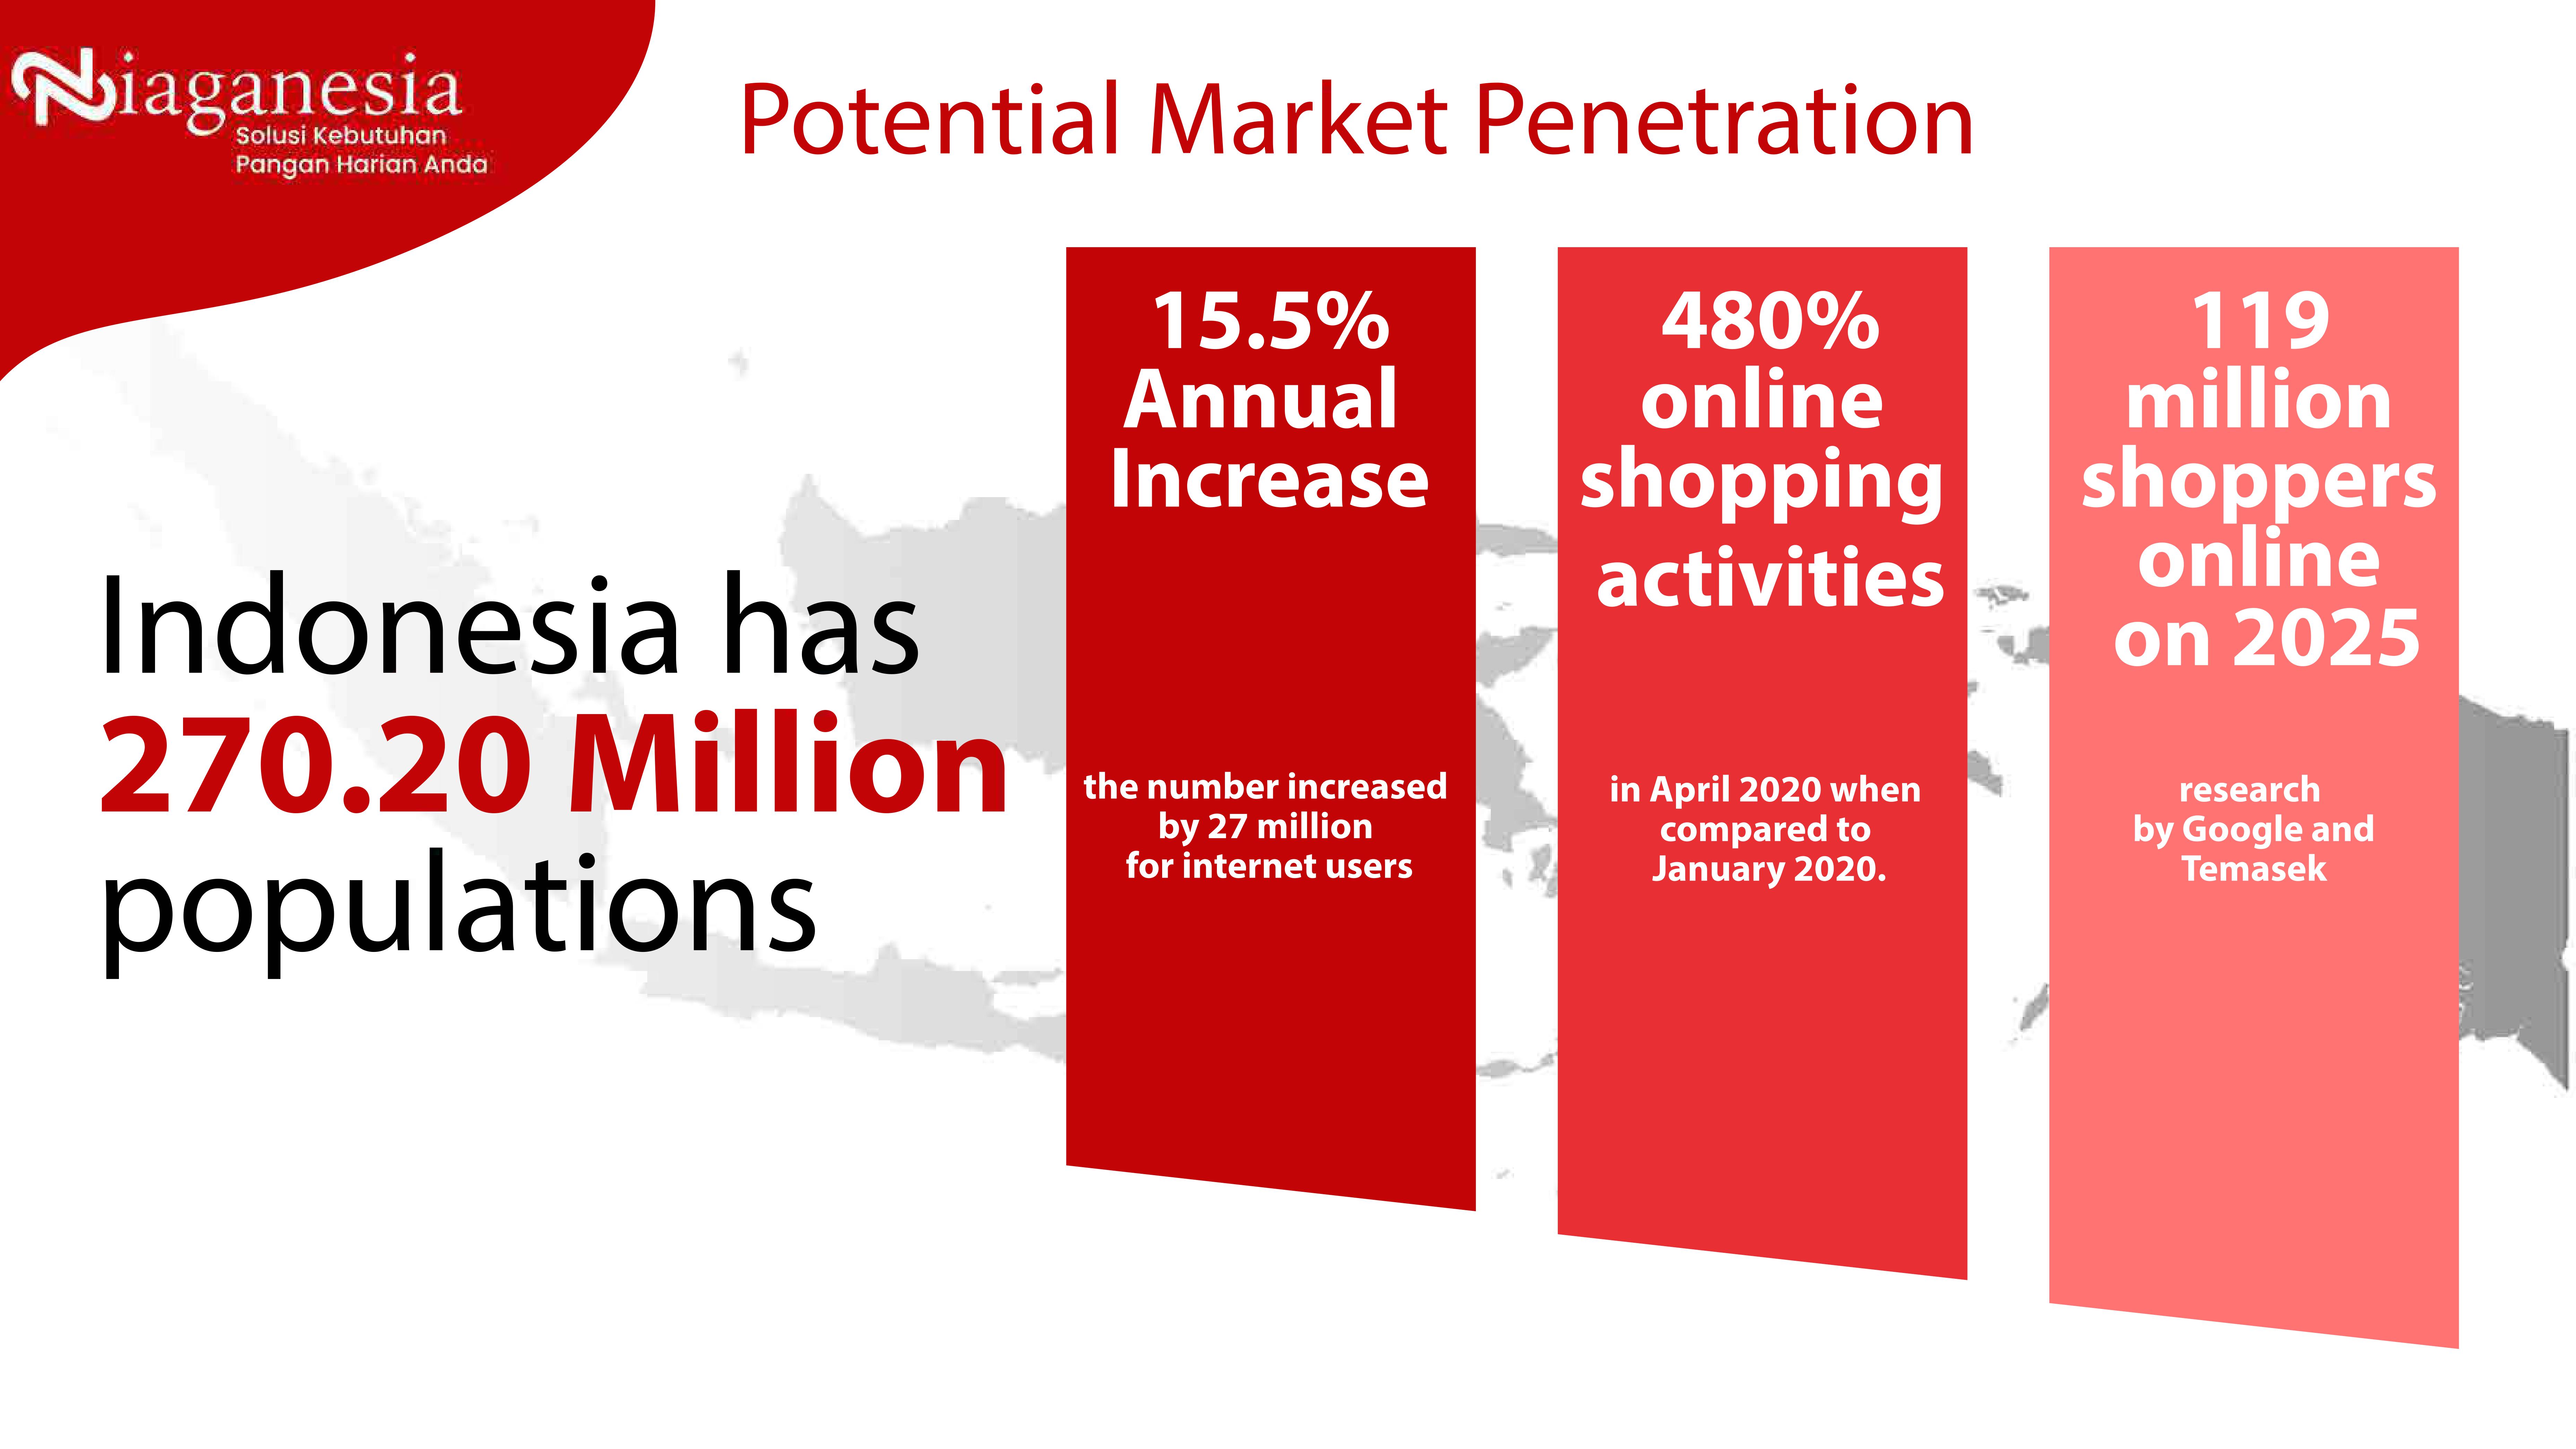 Niaganesia
Solusi Kebutuhan
Pangan Harian Anda
Potential Market Penetration
Indonesia has
270.20 Million
populations
15.5%
Annual
Increase
the number increased
by 27 million
for internet users
480%
online
shopping
activities
in April 2020 when
compared to
January 2020.
119
million
shoppers
online
on 2025
research
by Google and
Temasek